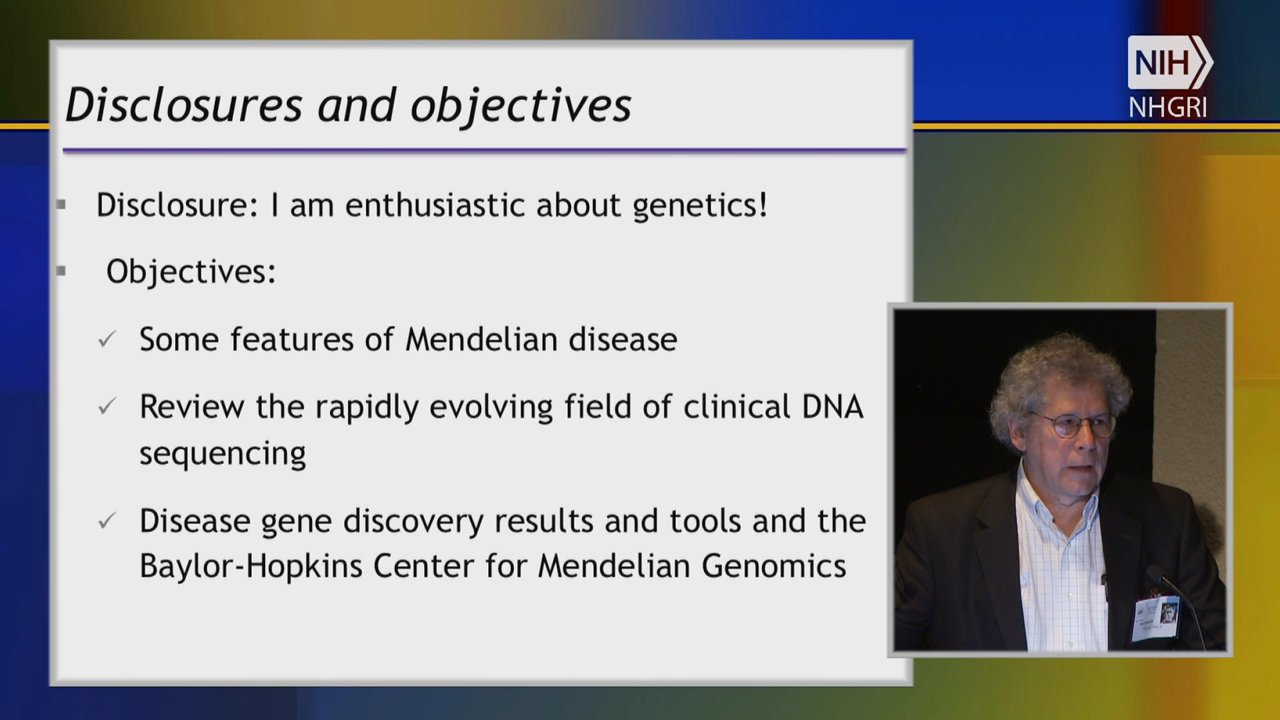 NIH
NHGRI
Disclosures and objectives
Disclosure: I am enthusiastic about genetics!
Objectives:
Some features of Mendelian disease
Review the rapidly evolving field of clinical DNA
sequencing
Disease gene discovery results and tools and the
Baylor-Hopkins Center for Mendelian Genomics